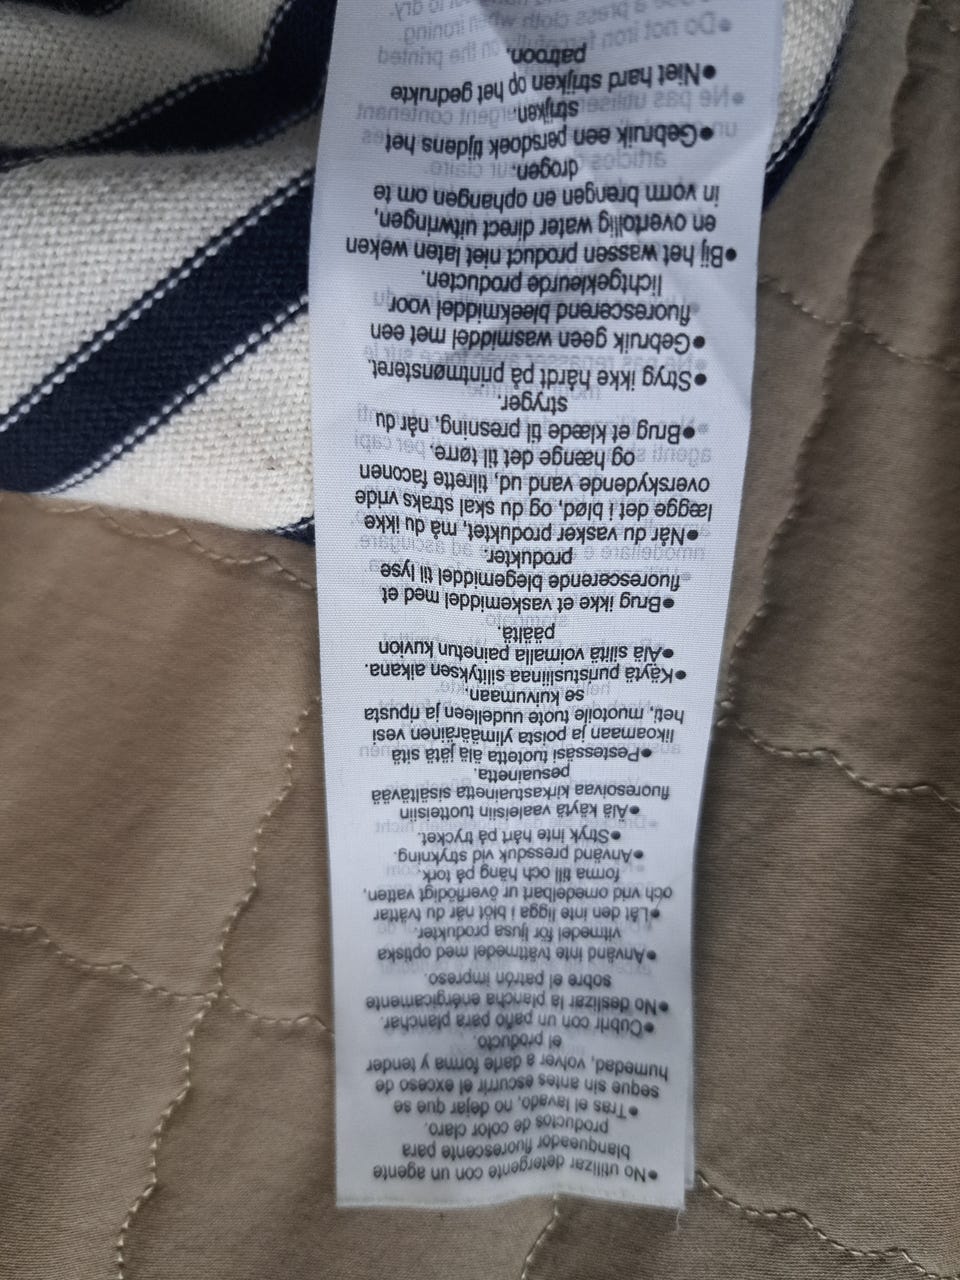 ●No utilizar detergente con un agente
blanqueador fluorescente para
productos de color claro.
●Tras el lavado, no dejar que se
seque sin antes escurrir el exceso de
humedad, volver a darle forma y tender
el producto.
●Cubrir con un paño para planchar.
●No deslizar la plancha enérgicamente
sobre el patrón impreso.
●Använd inte tvättmedel med optiska
vitmedel för ljusa produkter.
●Låt den inte ligga i blöt när du tvättar
och vrid omedelbart ur överflödigt vatten,
forma till och häng på tork.
●Använd pressduk vid strykning.
●Stryk inte hårt på trycket.
●Älä käytä vaaleisiin tuotteisiin
fluoresoivaa kirkastusainetta sisältävää
pesuainetta.
●Pestessäsi tuotetta älä jätä sitä
likoamaan ja poista ylimääräinen vesi
heti, muotoile tuote uudelleen ja ripusta
se kuivumaan.
●Käytä puristusliinaa silityksen aikana.
●Älä silitä voimalla painetun kuvion
päältä.
●Brug ikke et vaskemiddel med et
fluorescerende blegemiddel til lyse
produkter.
●Når du vasker produktet, må du ikke
lægge det i blød, og du skal straks vride
overskydende vand ud, tilrette faconen
og hænge det til tørre.
●Brug et klæde til presning, når du
stryger.
●Stryg ikke hårdt på printmønsteret.
●Gebruik geen wasmiddel met een
fluorescerend bleekmiddel voor
lichtgekleurde producten.
●Bij het wassen product niet laten weken
en overtollig water direct uitwringen,
in vorm brengen en ophangen om te
drogen.
●Gebruik een persdoek tijdens het
strijken.
●Niet hard strijken op het gedrukte
patroon.